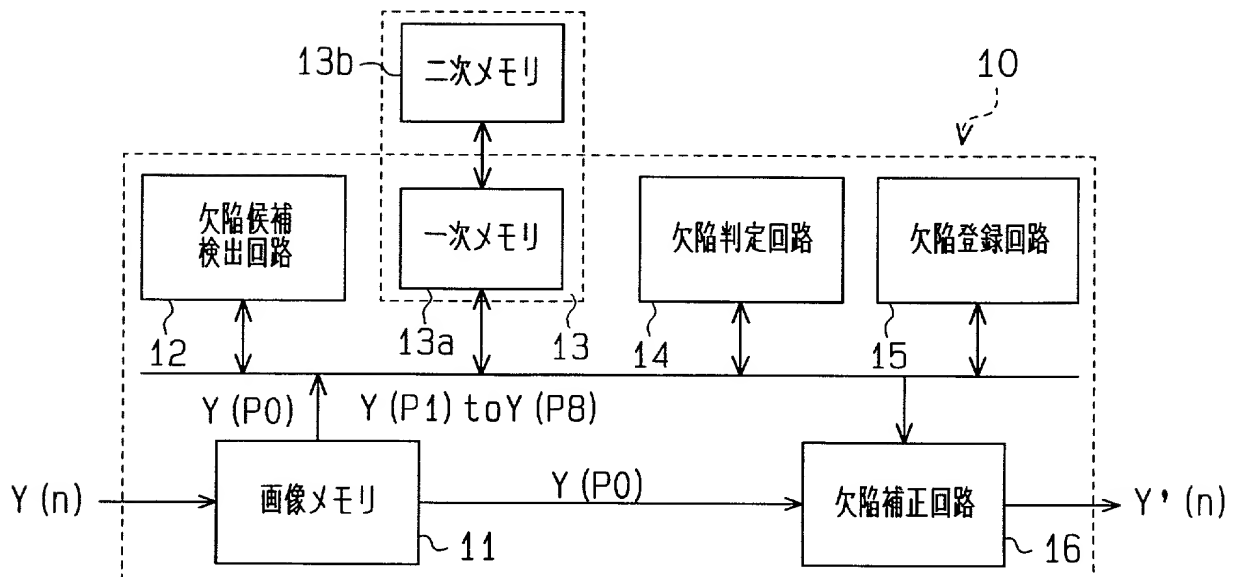 13b
二次メモリ
10
欠陥候補
検出回路
一次メモリ
欠陥判定回路
欠陥登録回路
12
13a
13
14
15
Y (P0)
Y (P1) to Y (P8)
Y (n)
画像メモリ
Y (P0)
欠陥補正回路
Y' (n)
11
16